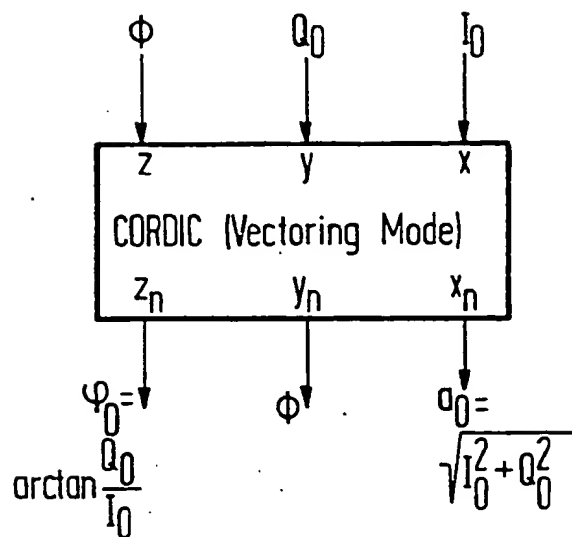 Φ Q₀ I₀
z y x
CORDIC (Vectoring Mode)
zₙ yₙ xₙ
φ₀= Φ a₀=
arctan Q₀/I₀ √I₀²+Q₀²